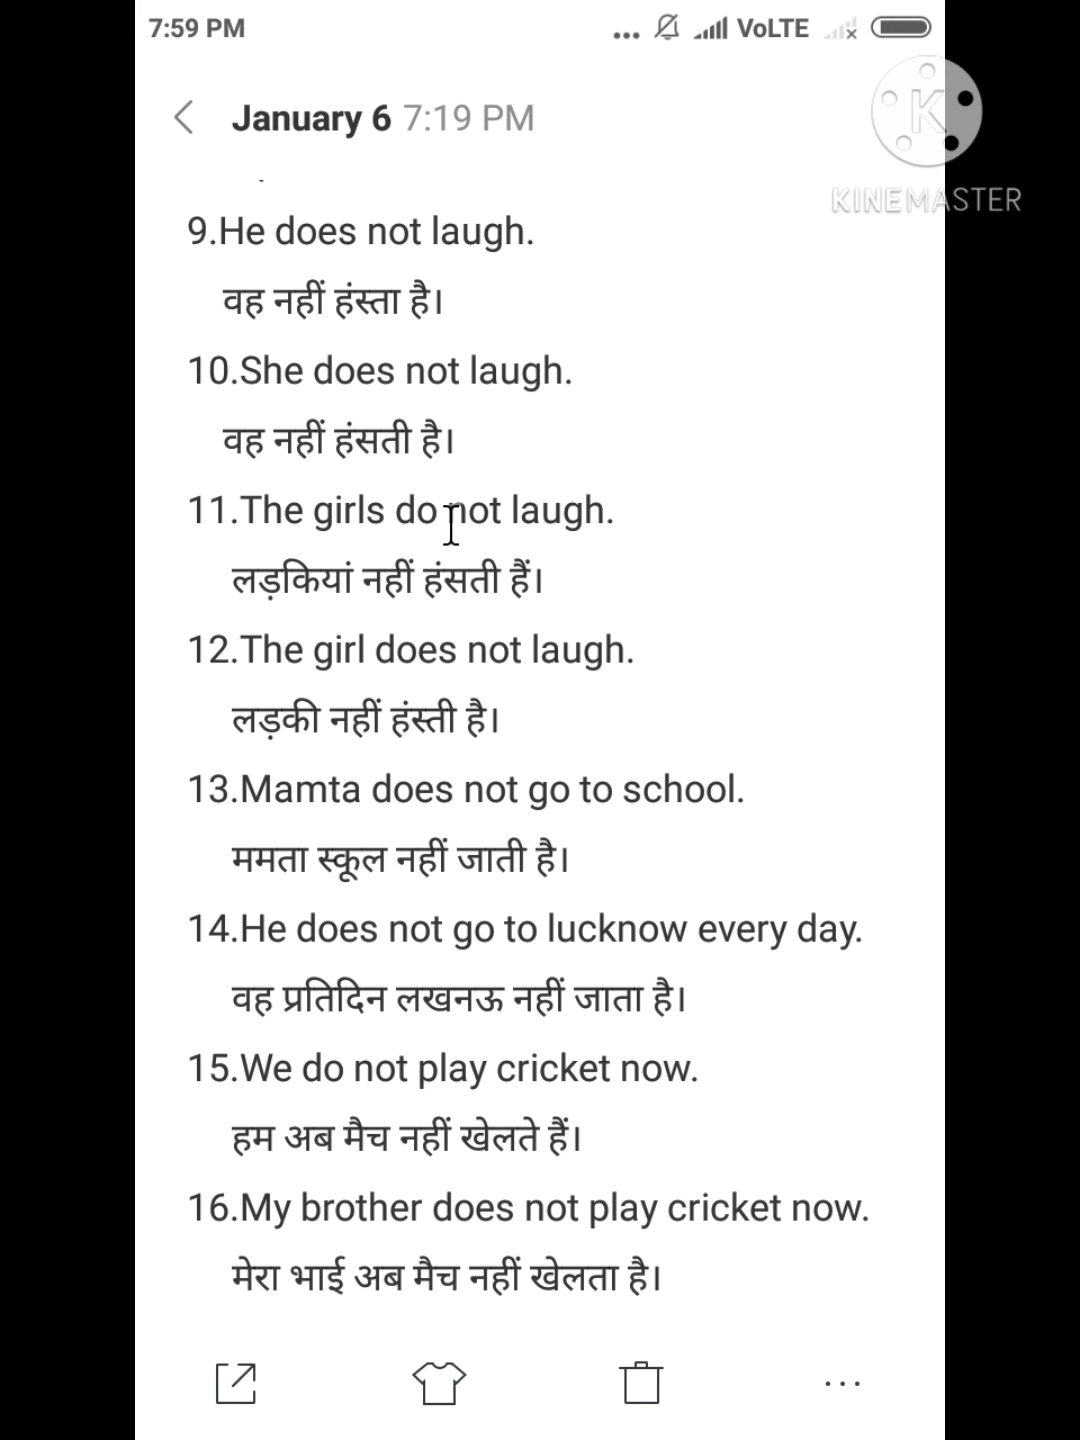 7:59 PM ... VoLTE
January 6 7:19 PM
K
KINEMASTER
9.He does not laugh.
वह नहीं हंस्ता है।
10.She does not laugh.
वह नहीं हंसती है।
11.The girls do not laugh.
लड़कियां नहीं हंसती हैं।
12.The girl does not laugh.
लड़की नहीं हंस्ती है।
13.Mamta does not go to school.
ममता स्कूल नहीं जाती है।
14.He does not go to lucknow every day.
वह प्रतिदिन लखनऊ नहीं जाता है।
15.We do not play cricket now.
हम अब मैच नहीं खेलते हैं।
16.My brother does not play cricket now.
मेरा भाई अब मैच नहीं खेलता है।